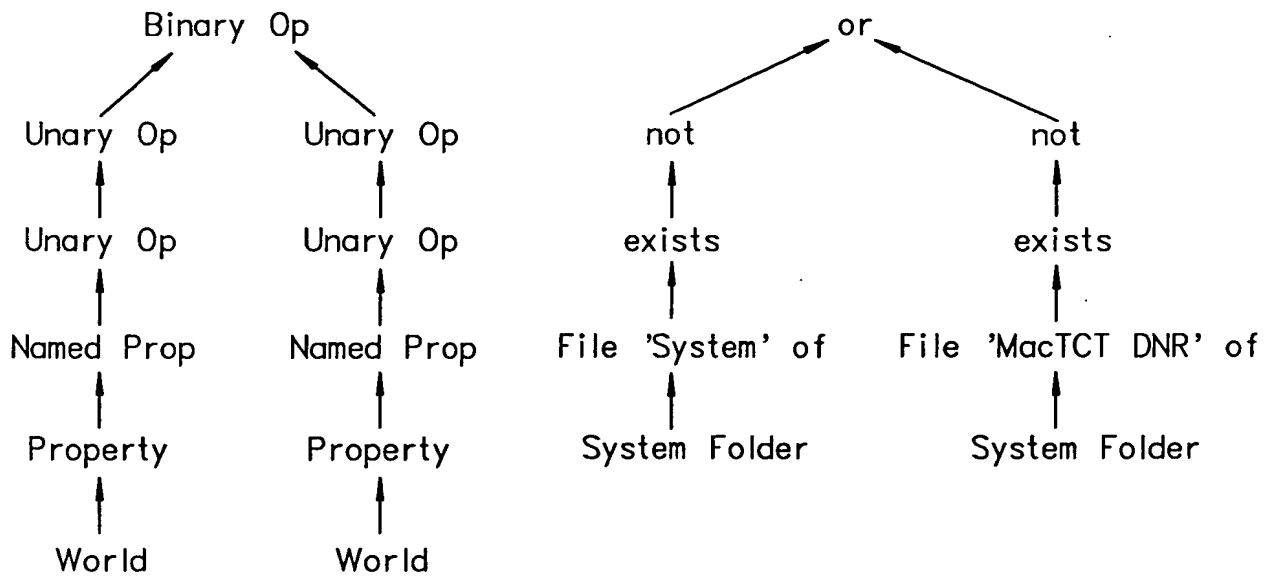 Binary Op or
Unary Op Unary Op not not
Unary Op Unary Op exists exists
Named Prop Named Prop File 'System' of File 'MacTCT DNR' of
Property Property System Folder System Folder
World World